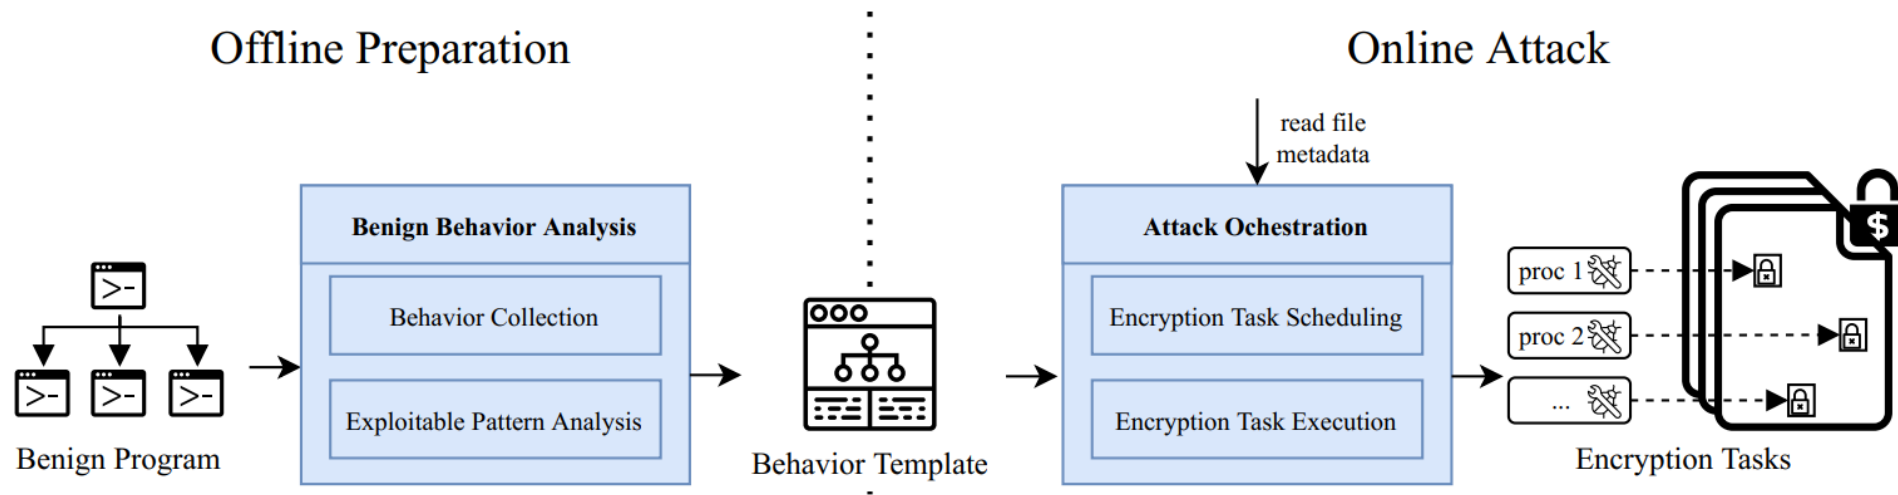 Offline Preparation
Online Attack
read file
metadata
Benign Behavior Analysis
Behavior Collection
Exploitable Pattern Analysis
Benign Program
>-
>-
>-
>-
Behavior Template
Attack Ochestration
Encryption Task Scheduling
Encryption Task Execution
proc 1
proc 2
...
$
Encryption Tasks